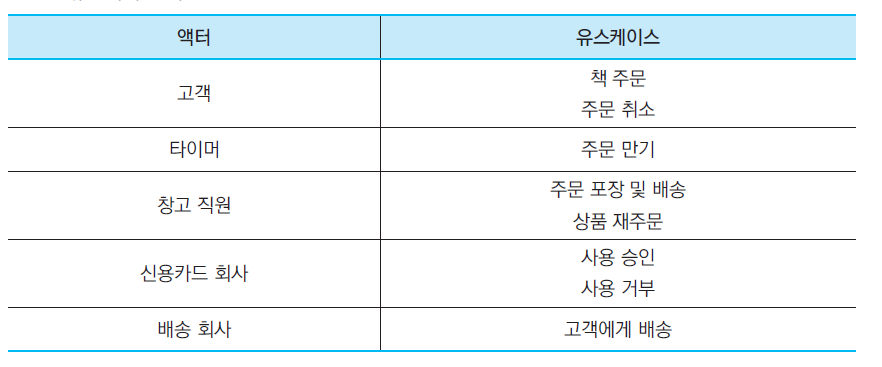 액터 유스케이스
고객
책 주문
주문 취소
타이머 주문 만기
창고 직원
주문 포장 및 배송
상품 재주문
신용카드 회사
사용 승인
사용 거부
배송 회사 고객에게 배송